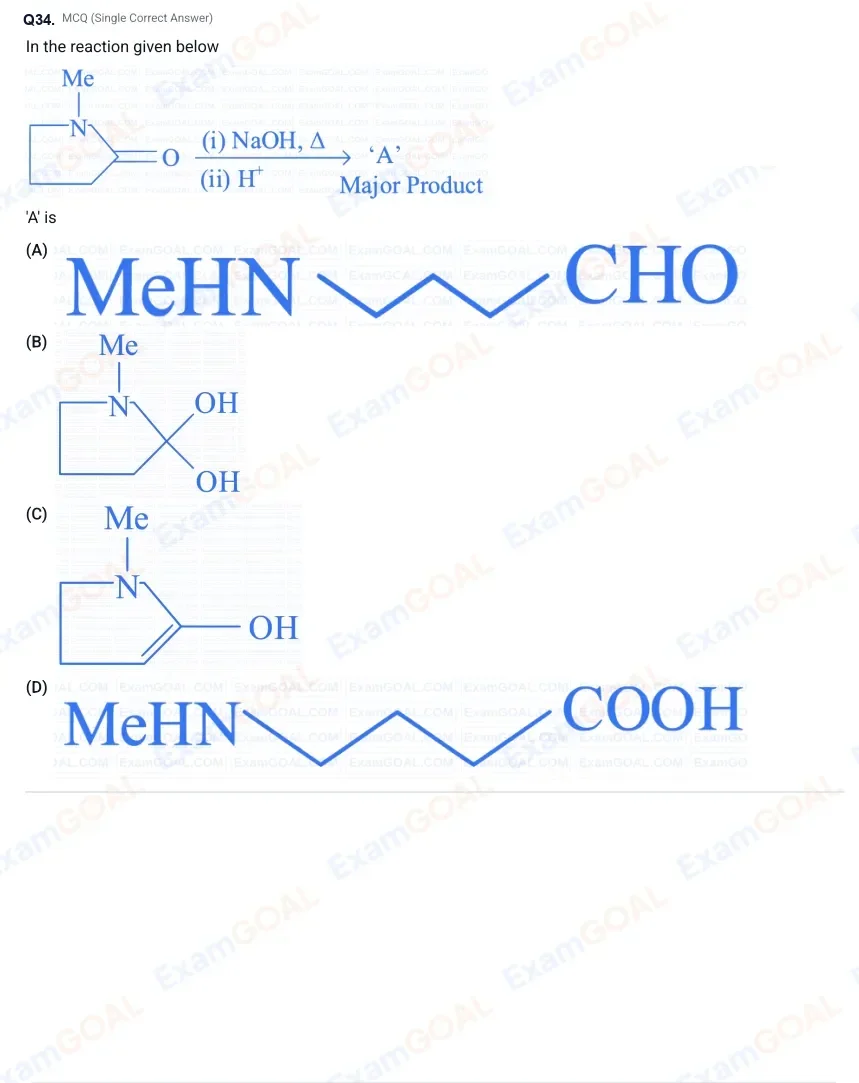 Q34. MCQ (Single Correct Answer)
In the reaction given below
Me
N
O
(i) NaOH, Δ
(ii) H⁺
‘A’
Major Product
'A' is
(A)
MeHN CHO
(B)
Me
N
OH
OH
(C)
Me
N
OH
(D)
MeHN COOH
ExamGOAL